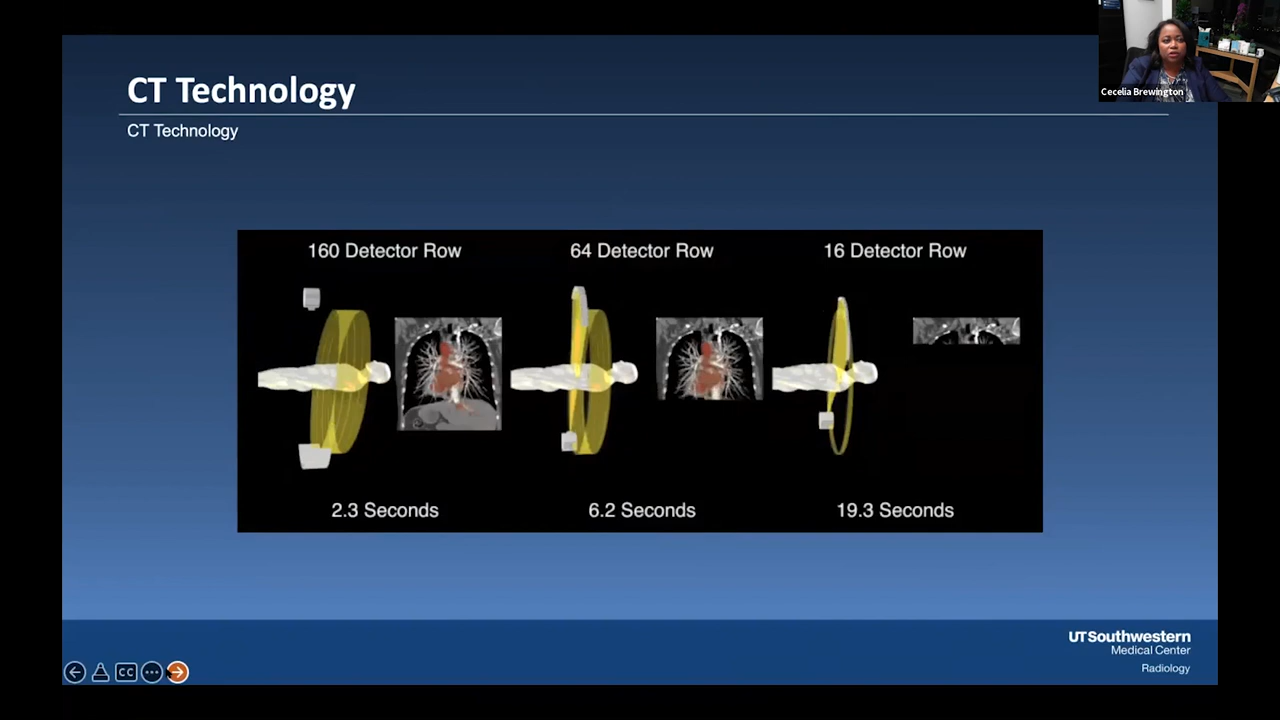 Cecelia Brewington
CT Technology
CT Technology
160 Detector Row
64 Detector Row
16 Detector Row
2.3 Seconds
6.2 Seconds
19.3 Seconds
UTSouthwestern
Medical Center
Radiology
CC